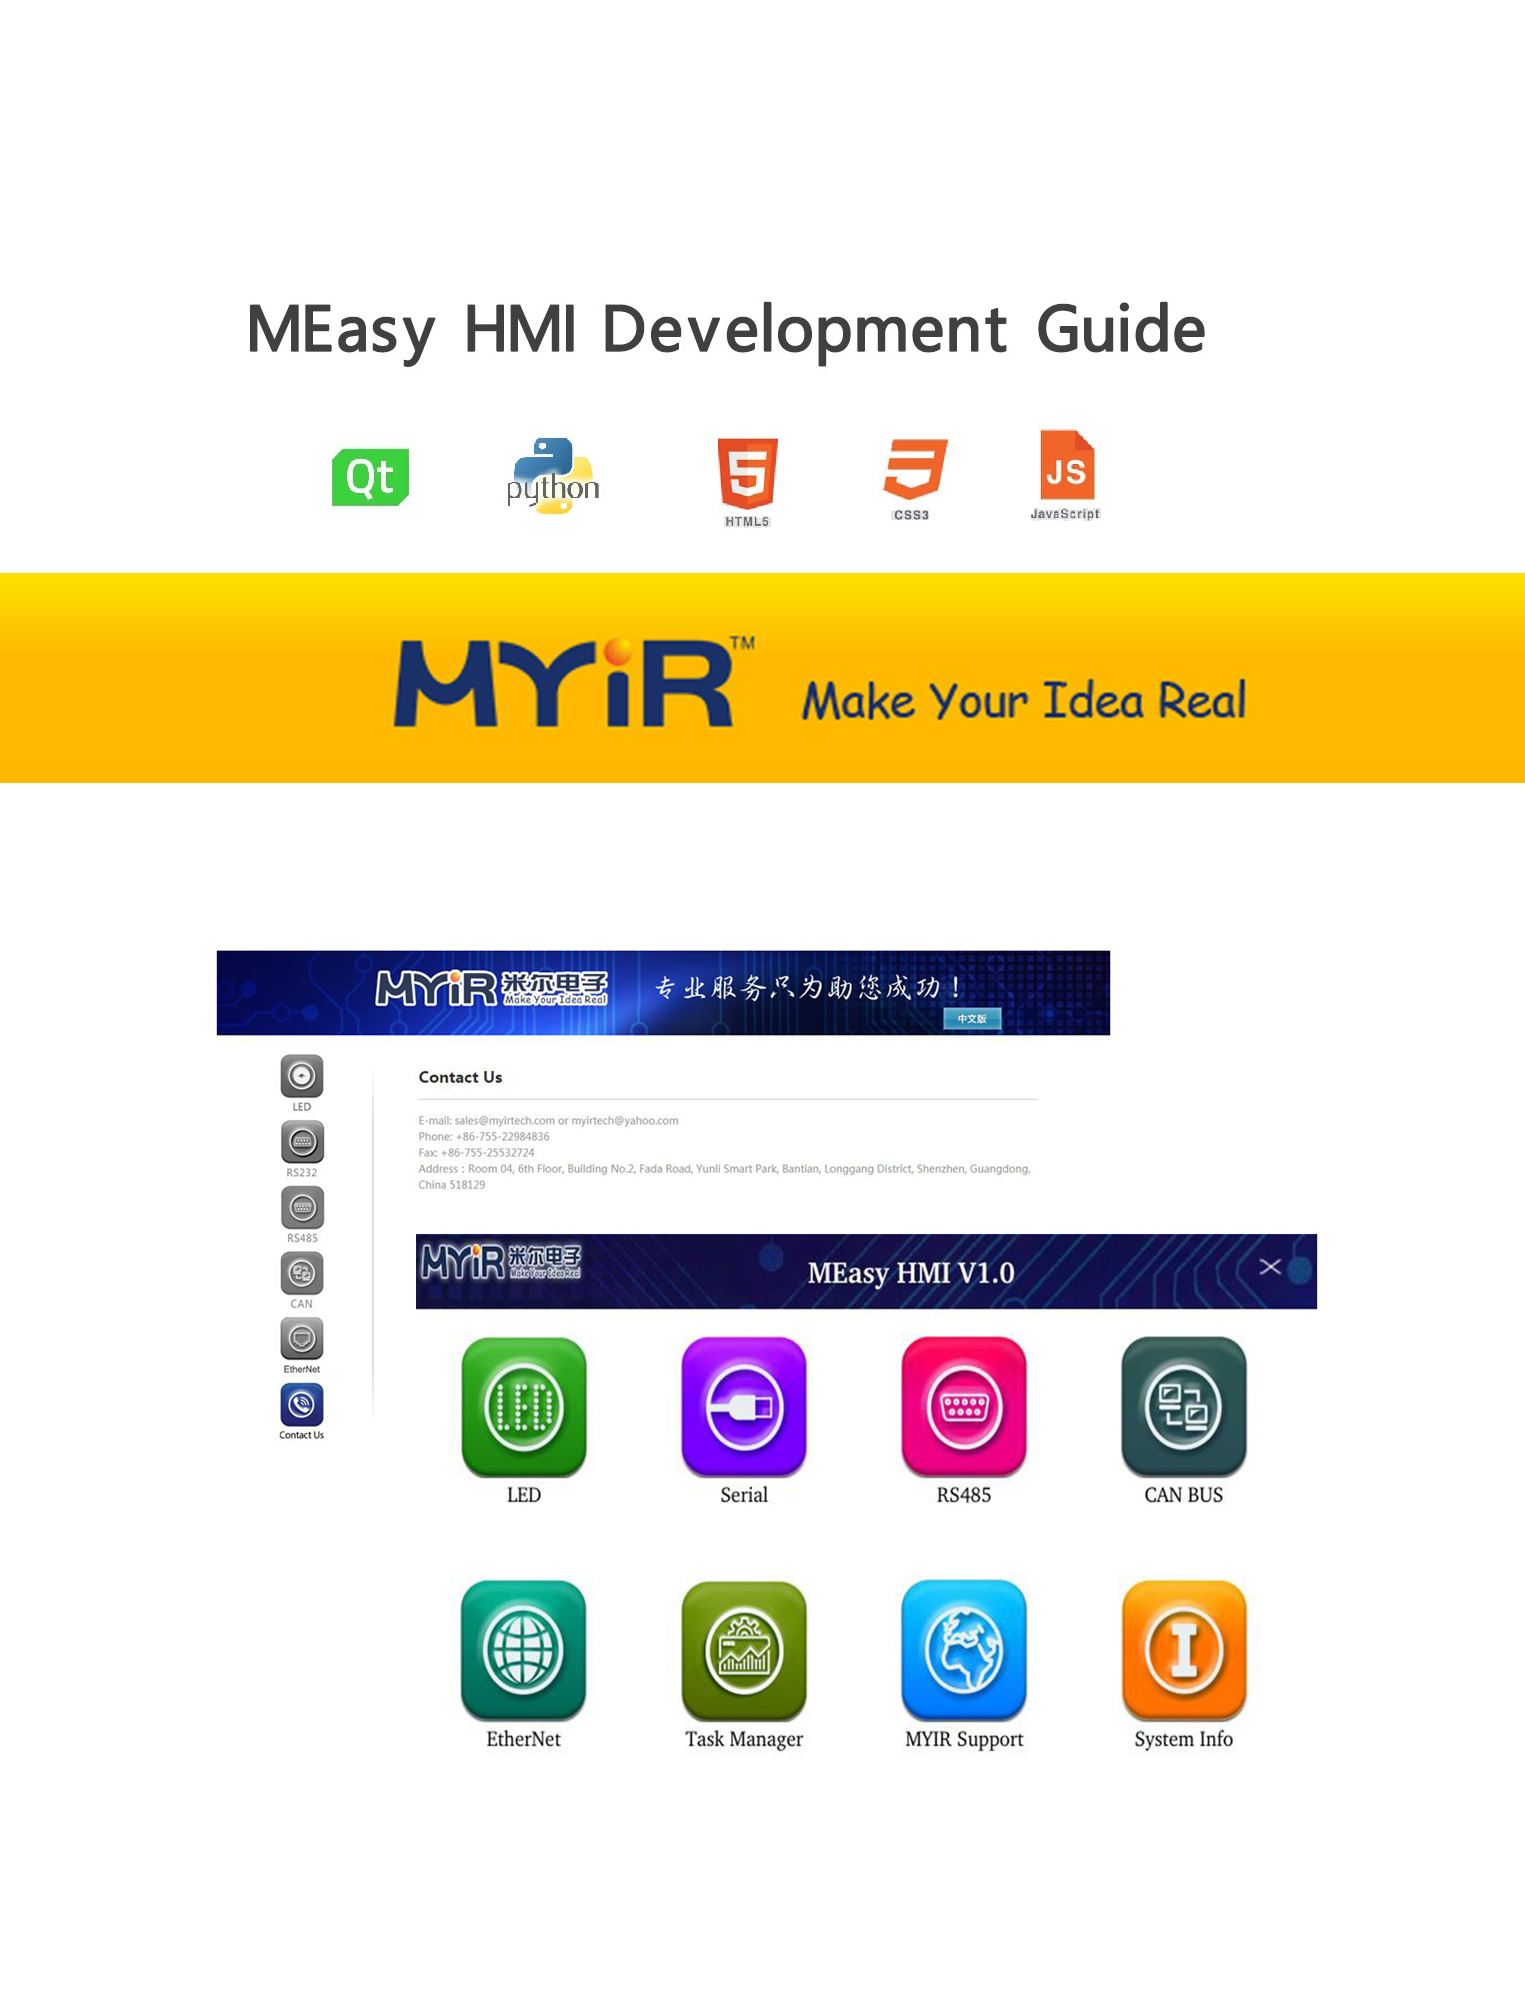 MEasy HMI Development Guide
Qt
python
HTML5
CSS3
JS
JavaScript
MYiR™ Make Your Idea Real
MYiR 米尔电子
Make Your Idea Real
专业服务只为助您成功！
中文版
LED
RS232
RS485
CAN
EtherNet
Contact Us
Contact Us
E-mail: sales@myirtech.com or myirtech@yahoo.com
Phone: +86-755-22984836
Fax: +86-755-25532724
Address : Room 04, 6th Floor, Building No.2, Fada Road, Yunli Smart Park, Bantian, Longgang District, Shenzhen, Guangdong,
China 518129
MYiR 米尔电子
Make Your Idea Real
MEasy HMI V1.0
LED
LED Serial RS485 CAN BUS
I
EtherNet Task Manager MYIR Support System Info